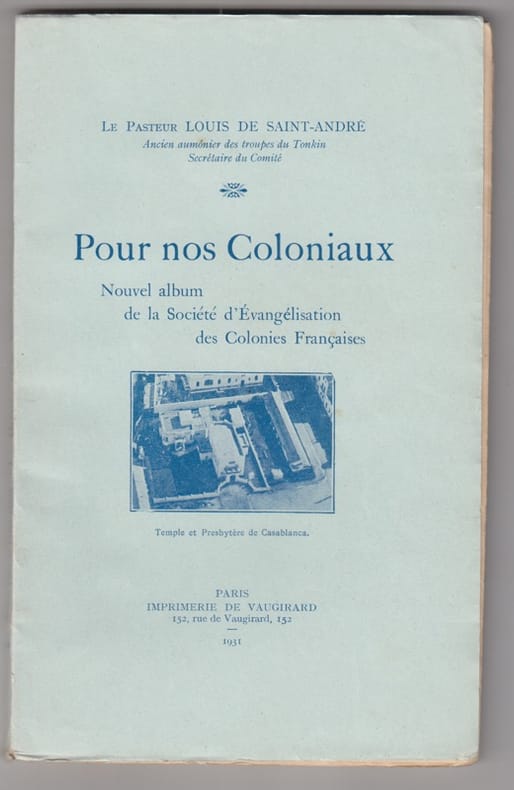 Le Pasteur LOUIS DE SAINT-ANDRÉ
Ancien aumônier des troupes du Tonkin
Secrétaire du Comité
Pour nos Coloniaux
Nouvel album
de la Société d'Évangélisation
des Colonies Françaises
Temple et Presbytère de Casablanca.
PARIS
IMPRIMERIE DE VAUGIRARD
152, rue de Vaugirard, 152
1931